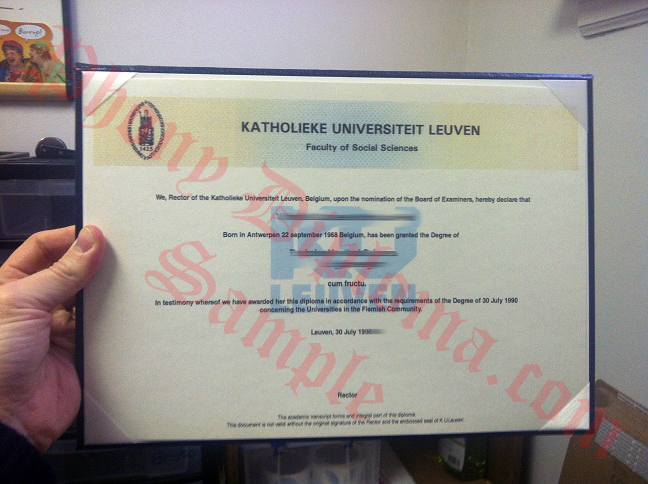 Burrrp!
1425
KATHOLIEKE UNIVERSITEIT LEUVEN
Faculty of Social Sciences
We, Rector of the Katholieke Universiteit Leuven, Belgium, upon the nomination of the Board of Examiners, hereby declare that
Born in Antwerpen 22 september 1968 Belgium, has been granted the Degree of
LEUVEN
cum fructu.
In testimony whereof we have awarded her this diploma in accordance with the requirements of the Degree of 30 July 1990
concerning the Universities in the Flemish Community.
Leuven, 30 July 199
Rector
The academic transcript forms and integral part of this diploma
This document is not valid without the original signature of the Rector and the embossed seal of K.U.Leuven.
Phony Diploma.com
Sample